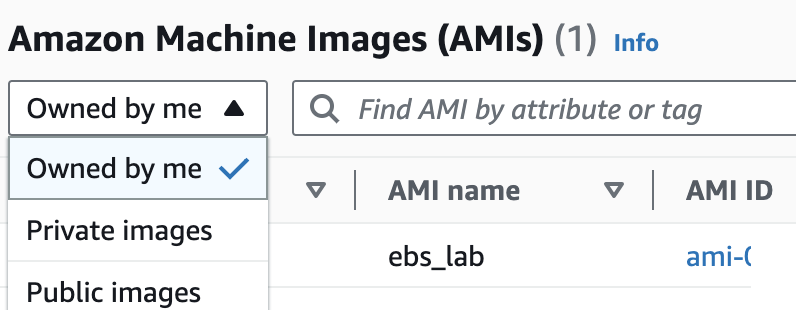 Amazon Machine Images (AMIs) (1) Info
Owned by me
Find AMI by attribute or tag
Owned by me
AMI name
AMI ID
Private images
ebs_lab
Public images